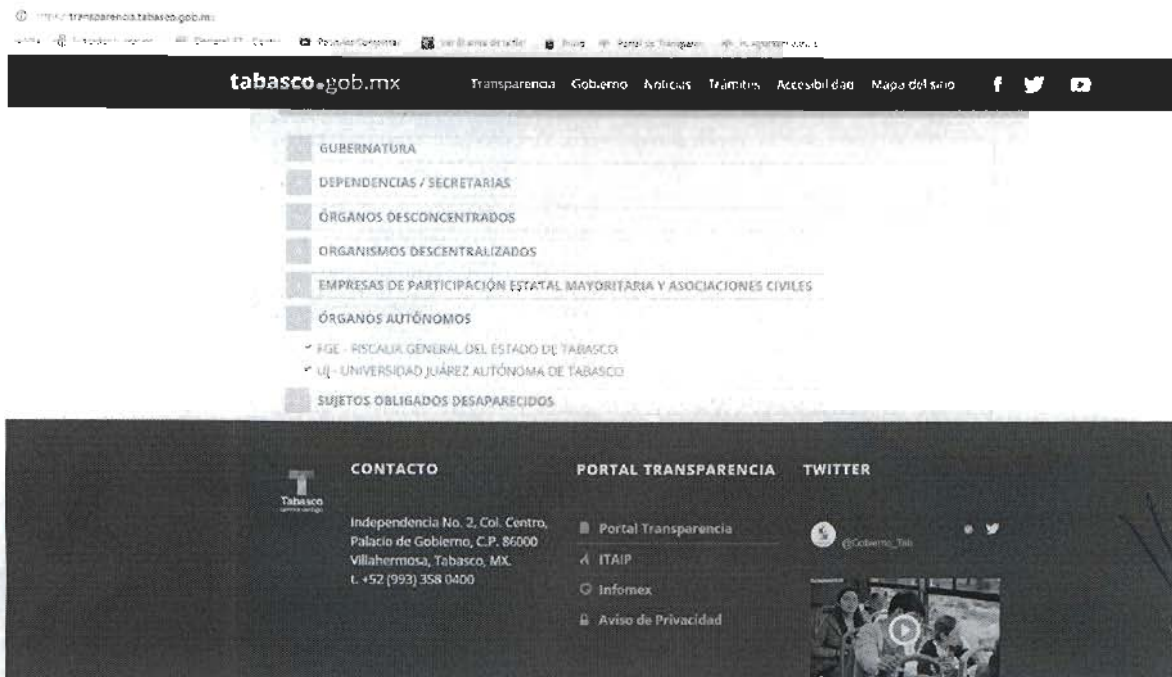 transparencia.tabasco.gob.mx
tabasco.gob.mx
Transparencia Gobierno Noticias Trámites Accesibilidad Mapa del sitio
GUBERNATURA
DEPENDENCIAS / SECRETARIAS
ÓRGANOS DESCONCENTRADOS
ORGANISMOS DESCENTRALIZADOS
EMPRESAS DE PARTICIPACIÓN ESTATAL MAYORITARIA Y ASOCIACIONES CIVILES
ÓRGANOS AUTÓNOMOS
FGE - FISCALIA GENERAL DEL ESTADO DE TABASCO
UJ - UNIVERSIDAD JUÁREZ AUTÓNOMA DE TABASCO
SUJETOS OBLIGADOS DESAPARECIDOS
Tabasco
CONTACTO
Independencia No. 2, Col. Centro,
Palacio de Gobierno, C.P. 86000
Villahermosa, Tabasco, MX.
t. +52 (993) 358 0400
PORTAL TRANSPARENCIA
Portal Transparencia
ITAIP
Infomex
Aviso de Privacidad
TWITTER
@Gobierno_Tab